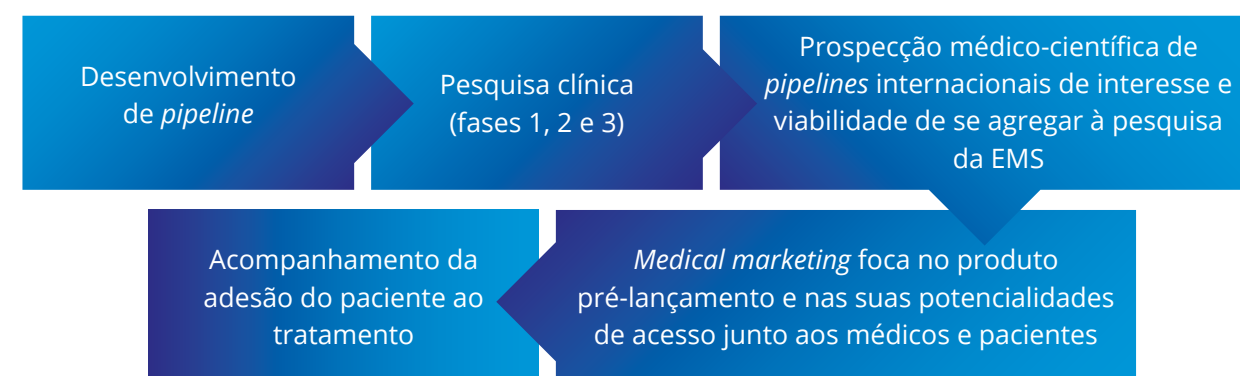 Desenvolvimento
de pipeline
Pesquisa clínica
(fases 1, 2 e 3)
Prospecção médico-científica de
pipelines internacionais de interesse e
viabilidade de se agregar à pesquisa
da EMS
Medical marketing foca no produto
pré-lançamento e nas suas potencialidades
de acesso junto aos médicos e pacientes
Acompanhamento da
adesão do paciente ao
tratamento